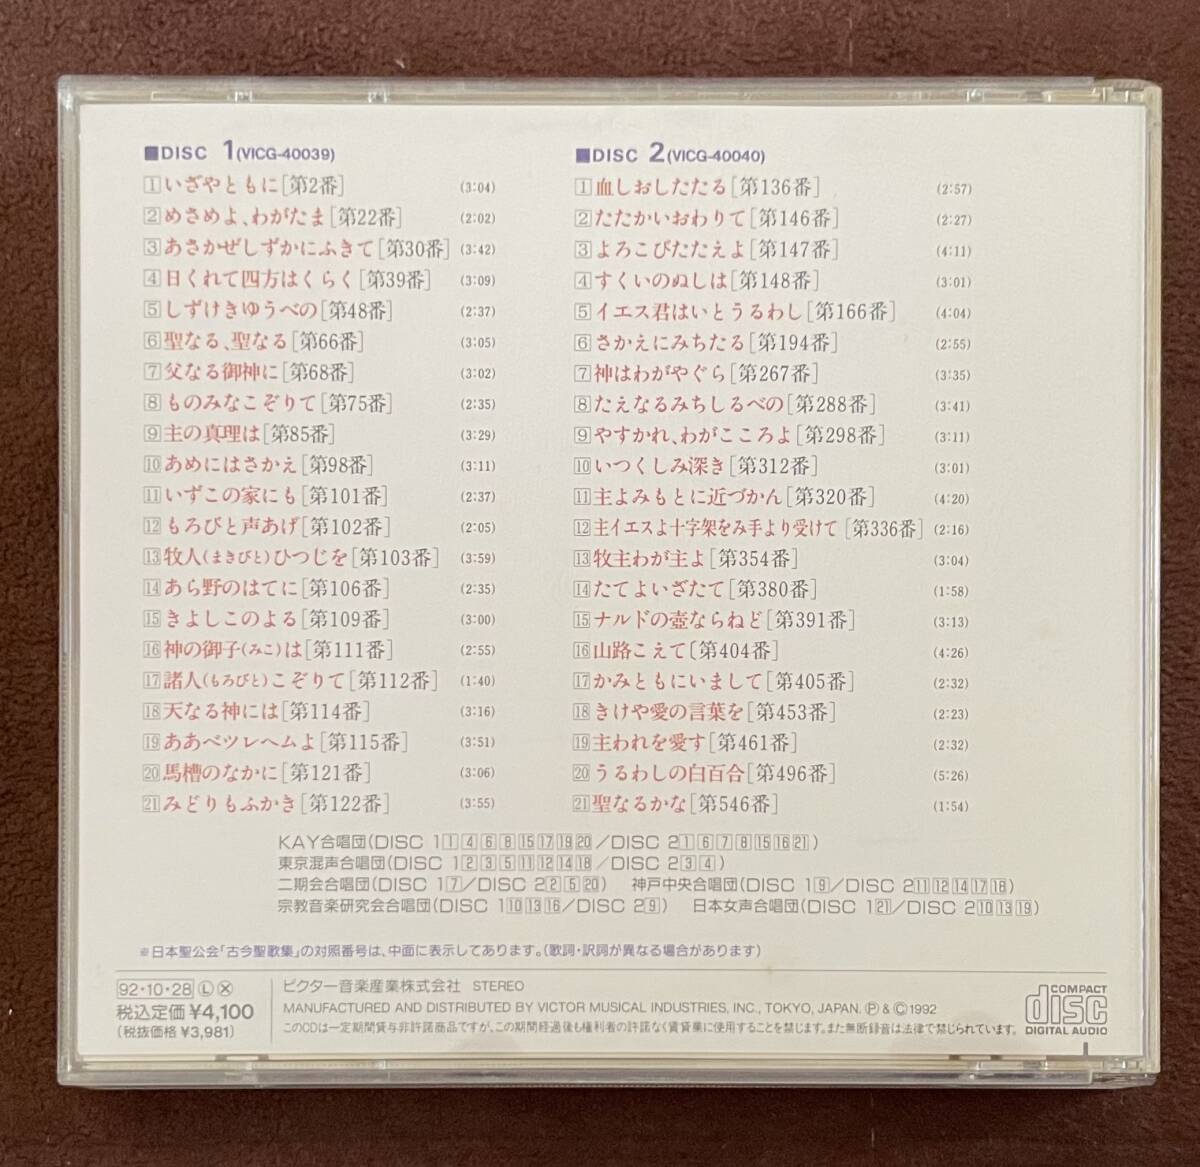 ■DISC 1(VICG-40039)
1 いざやともに[第2番] (3:04)
2 めさめよ、わがたま[第22番] (2:02)
3 あさかぜしずかにふきて[第30番] (3:42)
4 日くれて四方はくらく[第39番] (3:09)
5 しずけきゆうべの[第48番] (2:37)
6 聖なる、聖なる[第66番] (3:05)
7 父なる御神に[第68番] (3:02)
8 ものみなこぞりて[第75番] (2:35)
9 主の真理は[第85番] (3:29)
10 あめにはさかえ[第98番] (3:11)
11 いずこの家にも[第101番] (2:37)
12 もろびと声あげ[第102番] (2:05)
13 牧人(まきびと)ひつじを[第103番] (3:59)
14 あら野のはてに[第106番] (2:35)
15 きよしこのよる[第109番] (3:00)
16 神の御子(みこ)は[第111番] (2:55)
17 諸人(もろびと)こぞりて[第112番] (1:40)
18 天なる神には[第114番] (3:16)
19 ああベツレヘムよ[第115番] (3:51)
20 馬槽のなかに[第121番] (3:06)
21 みどりもふかき[第122番] (3:55)
■DISC 2(VICG-40040)
1 血しおしたたる[第136番] (2:57)
2 たたかいおわりて[第146番] (2:27)
3 よろこびたたえよ[第147番] (4:11)
4 すくいのぬしは[第148番] (3:01)
5 イエス君はいとうるわし[第166番] (4:04)
6 さかえにみちたる[第194番] (2:55)
7 神はわがやぐら[第267番] (3:35)
8 たえなるみちしるべの[第288番] (3:41)
9 やすかれ、わがこころよ[第298番] (3:11)
10 いつくしみ深き[第312番] (3:01)
11 主よみもとに近づかん[第320番] (4:20)
12 主イエスよ十字架をみ手より受けて [第336番] (2:16)
13 牧主わが主よ[第354番] (3:04)
14 たてよいざたて[第380番] (1:58)
15 ナルドの壺ならねど[第391番] (3:13)
16 山路こえて[第404番] (4:26)
17 かみともにいまして[第405番] (2:32)
18 きけや愛の言葉を[第453番] (2:23)
19 主われを愛す[第461番] (2:32)
20 うるわしの白百合[第496番] (5:26)
21 聖なるかな[第546番] (1:54)
KAY合唱団(DISC 1 1 4 6 8 15 17 19 20/DISC 2 1 6 7 8 15 16 21)
東京混声合唱団(DISC 1 2 3 5 11 12 14 18/DISC 2 3 4)
二期会合唱団(DISC 1 7/DISC 2 2 5 20) 神戸中央合唱団(DISC 1 9/DISC 2 11 12 14 17 18)
宗教音楽研究会合唱団(DISC 1 10 13 16/DISC 2 9) 日本女声合唱団(DISC 1 21/DISC 2 10 13 19)
※日本聖公会「古今聖歌集」の対照番号は、中面に表示してあります。(歌詞・訳詞が異なる場合があります)
92・10・28 Ⓛ Ⓧ
税込定価 ¥4,100
(税抜価格 ¥3,981)
ビクター音楽産業株式会社 STEREO
MANUFACTURED AND DISTRIBUTED BY VICTOR MUSICAL INDUSTRIES, INC., TOKYO, JAPAN. Ⓟ & Ⓒ 1992
このCDは一定期間貸与非許諾商品ですが、この期間経過後も権利者の許諾なく賃貸業に使用することを禁じます。また無断録音は法律で禁じられています。
COMPACT
disc
DIGITAL AUDIO